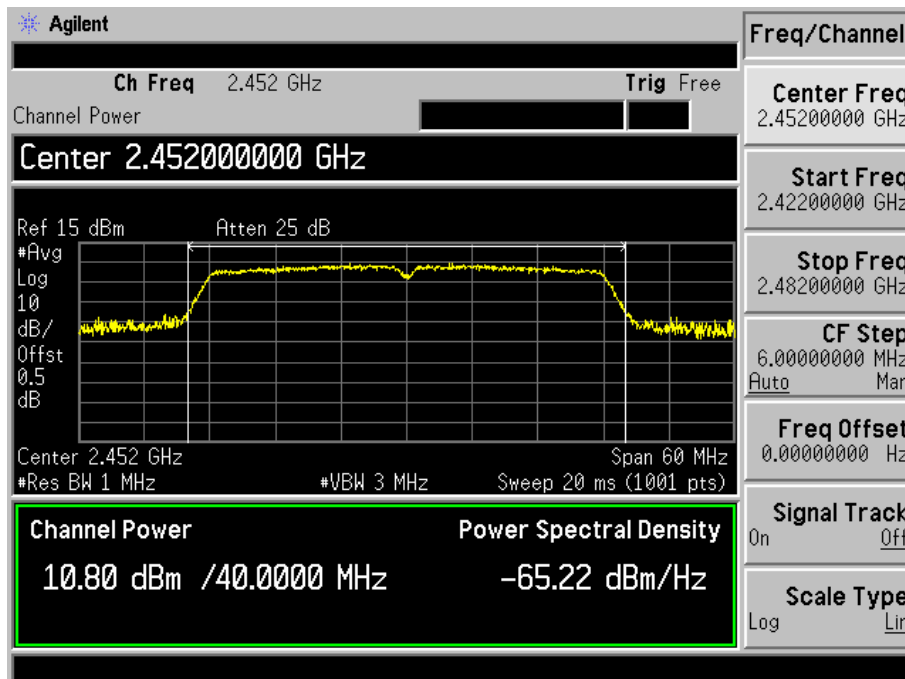 Agilent
Freq/Channel
Ch Freq 2.452 GHz Trig Free
Channel Power
Center 2.452000000 GHz
Ref 15 dBm Atten 25 dB
#Avg
Log
10
dB/
Offst
0.5
dB
Center 2.452 GHz Span 60 MHz
#Res BW 1 MHz #VBW 3 MHz Sweep 20 ms (1001 pts)
Channel Power Power Spectral Density
10.80 dBm /40.0000 MHz -65.22 dBm/Hz
Center Freq
2.45200000 GHz
Start Freq
2.42200000 GHz
Stop Freq
2.48200000 GHz
CF Step
6.00000000 MHz
Auto Man
Freq Offset
0.00000000 Hz
Signal Track
On Off
Scale Type
Log Lin